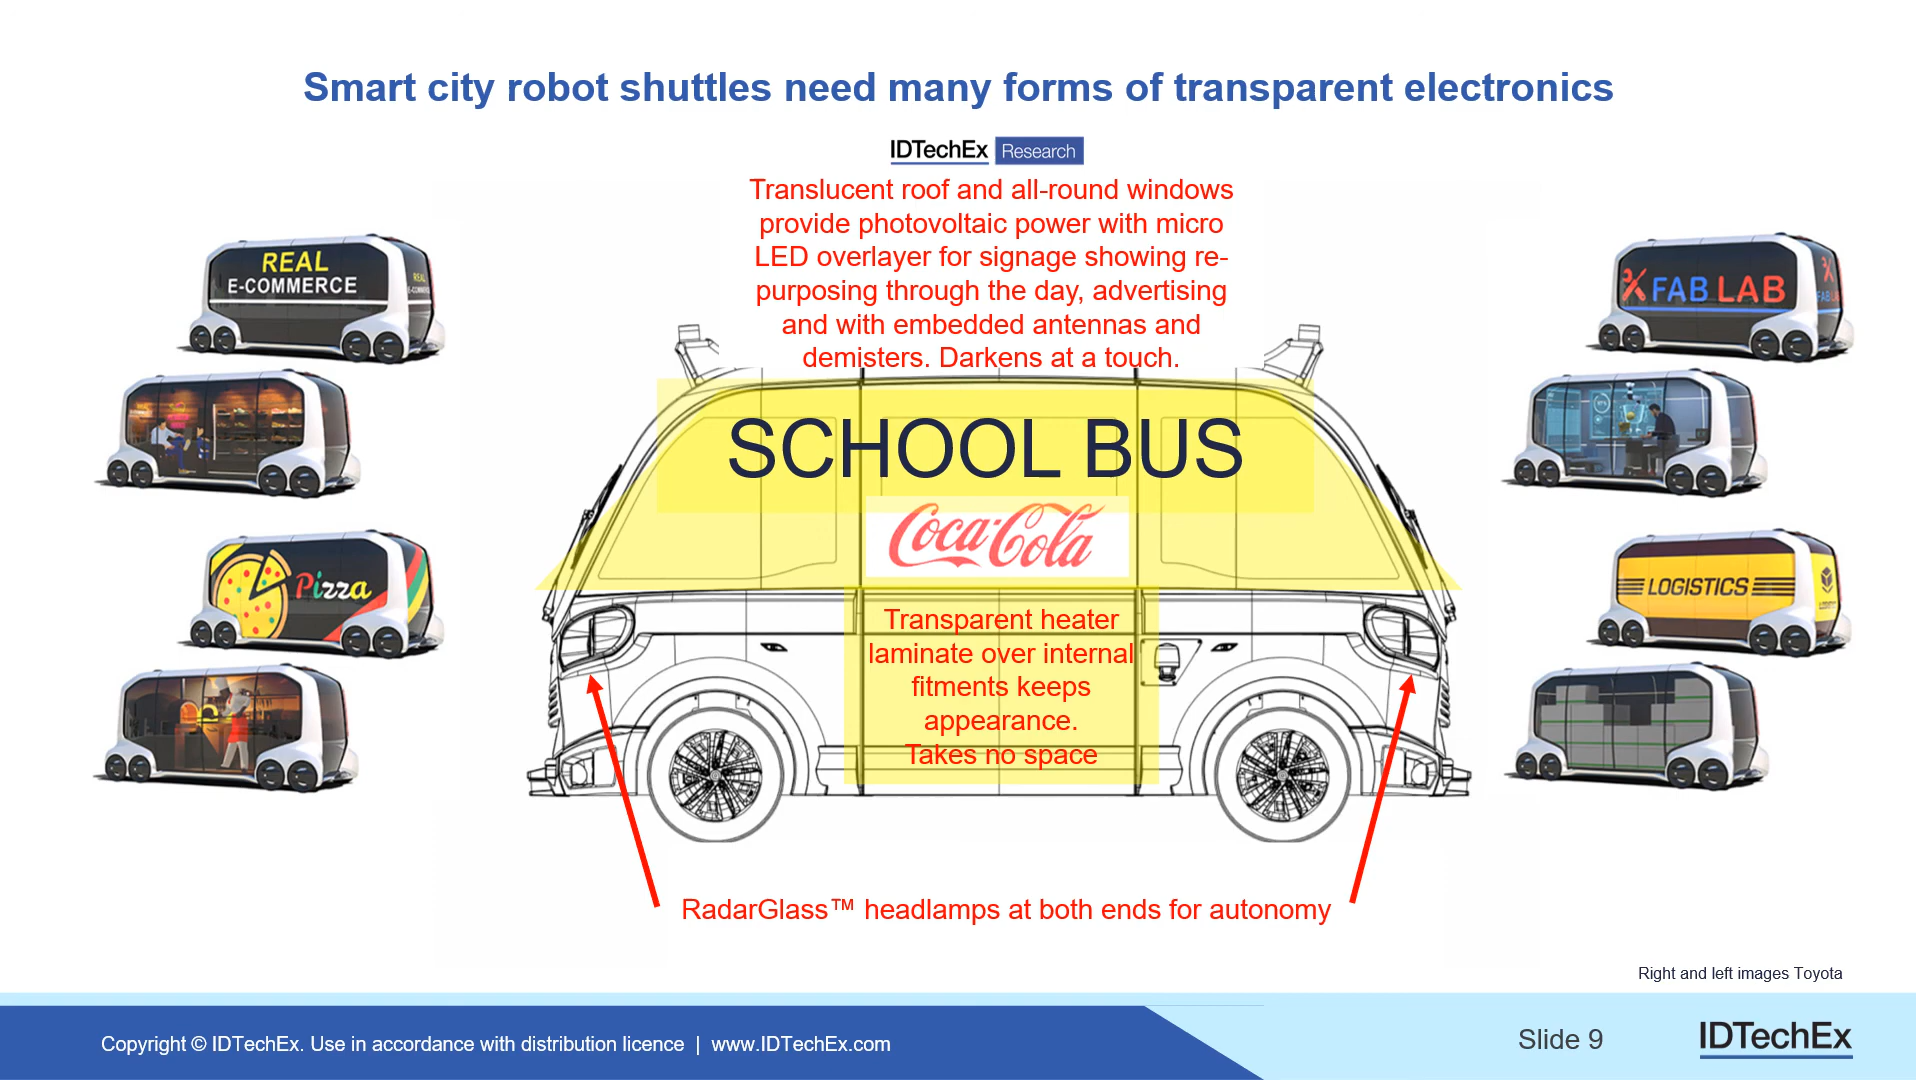 Smart city robot shuttles need many forms of transparent electronics
IDTechEx Research
Translucent roof and all-round windows
provide photovoltaic power with micro
LED overlayer for signage showing re-
purposing through the day, advertising
and with embedded antennas and
demisters. Darkens at a touch.
REAL
E-COMMERCE
REAL
FAB LAB
SCHOOL BUS
Coca-Cola
Pizza
LOGISTICS
Transparent heater
laminate over internal
fitments keeps
appearance.
Takes no space
RadarGlass™ headlamps at both ends for autonomy
Right and left images Toyota
Copyright © IDTechEx. Use in accordance with distribution licence | www.IDTechEx.com
Slide 9
IDTechEx